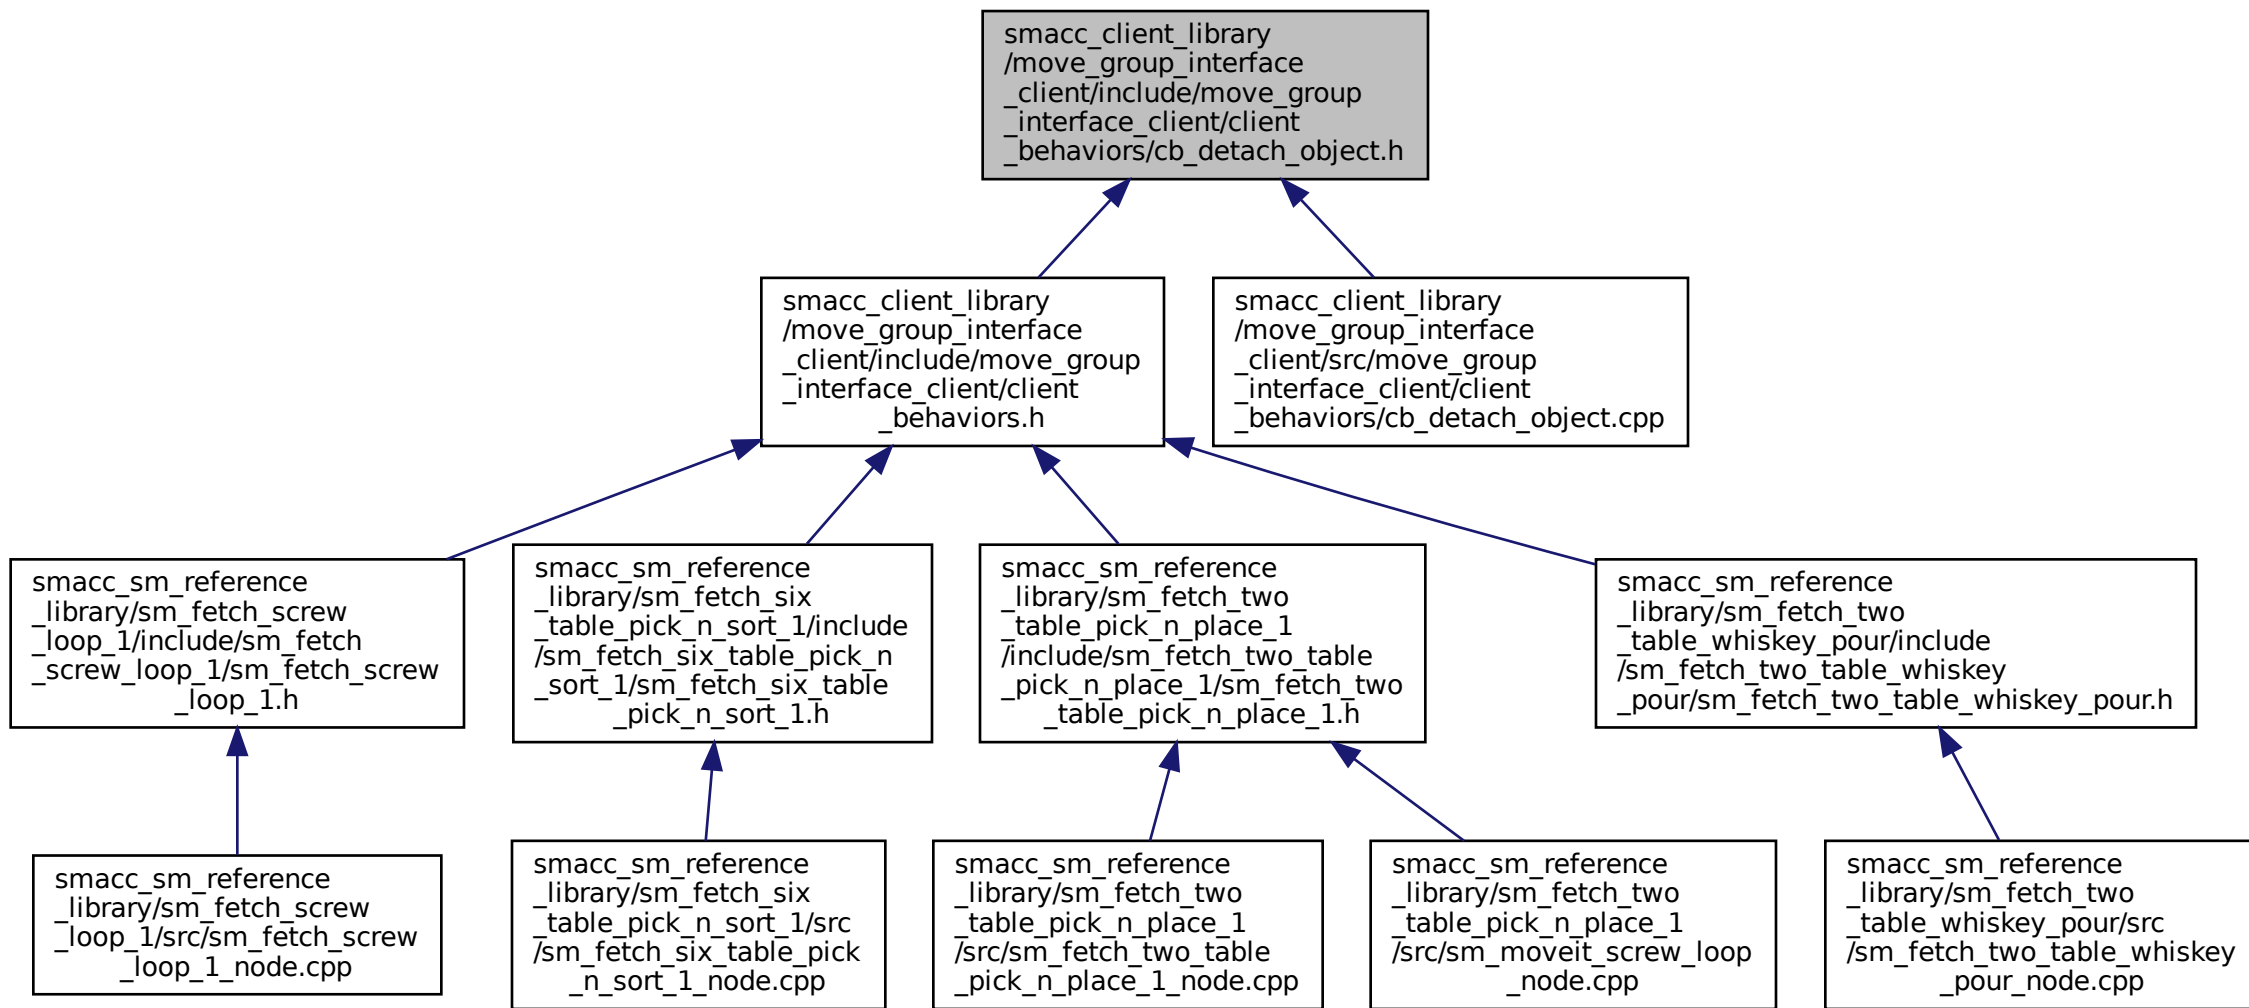 smacc_client_library
/move_group_interface
_client/include/move_group
_interface_client/client
_behaviors/cb_detach_object.h
smacc_client_library
/move_group_interface
_client/include/move_group
_interface_client/client
_behaviors.h
smacc_client_library
/move_group_interface
_client/src/move_group
_interface_client/client
_behaviors/cb_detach_object.cpp
smacc_sm_reference
_library/sm_fetch_screw
_loop_1/include/sm_fetch
_screw_loop_1/sm_fetch_screw
_loop_1.h
smacc_sm_reference
_library/sm_fetch_six
_table_pick_n_sort_1/include
/sm_fetch_six_table_pick_n
_sort_1/sm_fetch_six_table
_pick_n_sort_1.h
smacc_sm_reference
_library/sm_fetch_two
_table_pick_n_place_1
/include/sm_fetch_two_table
_pick_n_place_1/sm_fetch_two
_table_pick_n_place_1.h
smacc_sm_reference
_library/sm_fetch_two
_table_whiskey_pour/include
/sm_fetch_two_table_whiskey
_pour/sm_fetch_two_table_whiskey_pour.h
smacc_sm_reference
_library/sm_fetch_screw
_loop_1/src/sm_fetch_screw
_loop_1_node.cpp
smacc_sm_reference
_library/sm_fetch_six
_table_pick_n_sort_1/src
/sm_fetch_six_table_pick
_n_sort_1_node.cpp
smacc_sm_reference
_library/sm_fetch_two
_table_pick_n_place_1
/src/sm_fetch_two_table
_pick_n_place_1_node.cpp
smacc_sm_reference
_library/sm_fetch_two
_table_pick_n_place_1
/src/sm_moveit_screw_loop
_node.cpp
smacc_sm_reference
_library/sm_fetch_two
_table_whiskey_pour/src
/sm_fetch_two_table_whiskey
_pour_node.cpp